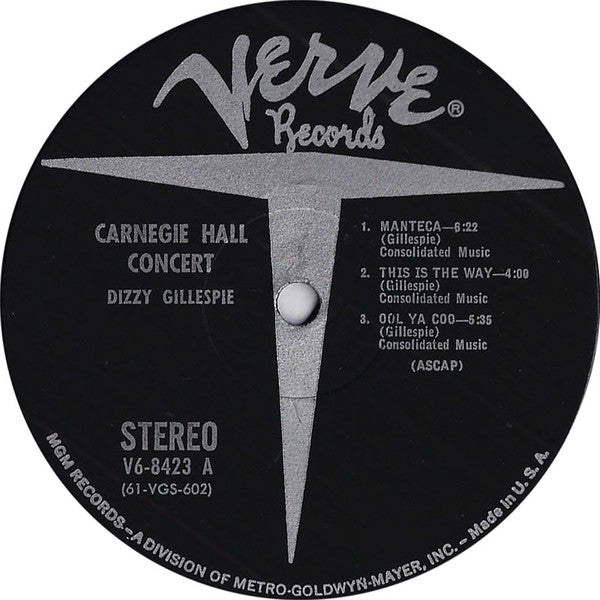 VERVE ®
Records
CARNEGIE HALL
CONCERT
DIZZY GILLESPIE
1. MANTECA—6:22
(Gillespie)
Consolidated Music
2. THIS IS THE WAY—4:00
(Gillespie)
Consolidated Music
3. OOL YA COO—5:35
(Gillespie)
Consolidated Music
(ASCAP)
STEREO
V6-8423 A
(61-VGS-602)
MGM RECORDS—A DIVISION OF METRO-GOLDWYN-MAYER, INC. – Made in U. S. A.